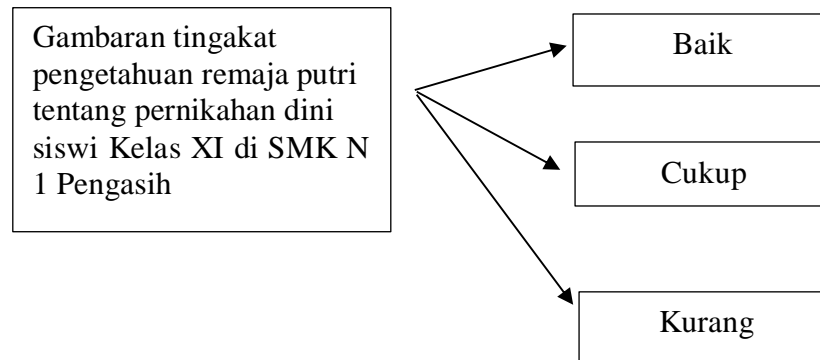 Gambaran tingakat
pengetahuan remaja putri
tentang pernikahan dini
siswi Kelas XI di SMK N
1 Pengasih
Baik
Cukup
Kurang